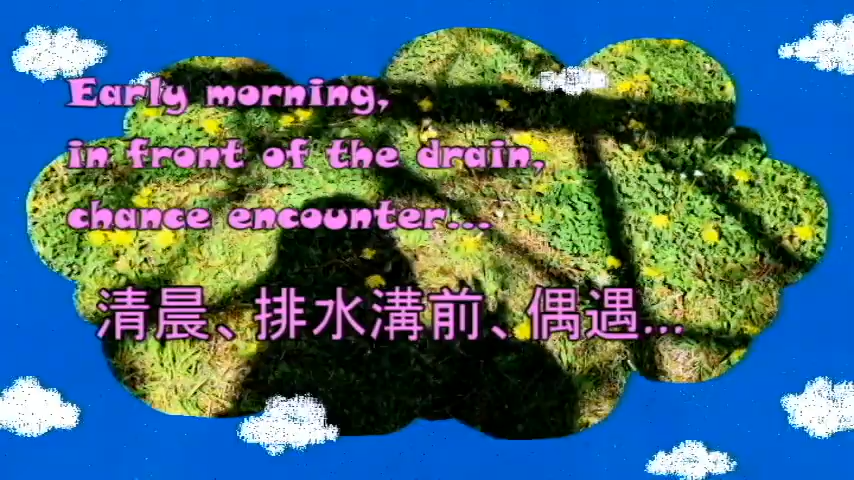 Early morning,
in front of the drain,
chance encounter...
清晨、排水溝前、偶遇...